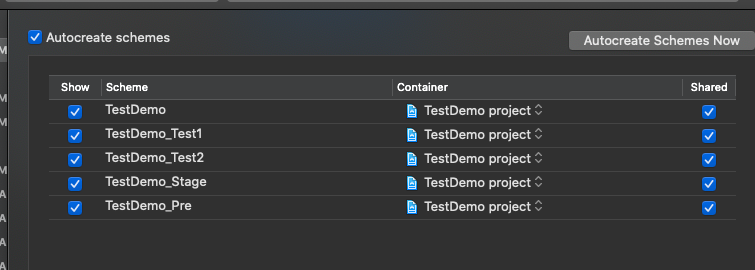 Autocreate schemes
Autocreate Schemes Now
Show Scheme Container Shared
TestDemo TestDemo project
TestDemo_Test1 TestDemo project
TestDemo_Test2 TestDemo project
TestDemo_Stage TestDemo project
TestDemo_Pre TestDemo project
M
M
M
M
A
A
A
A